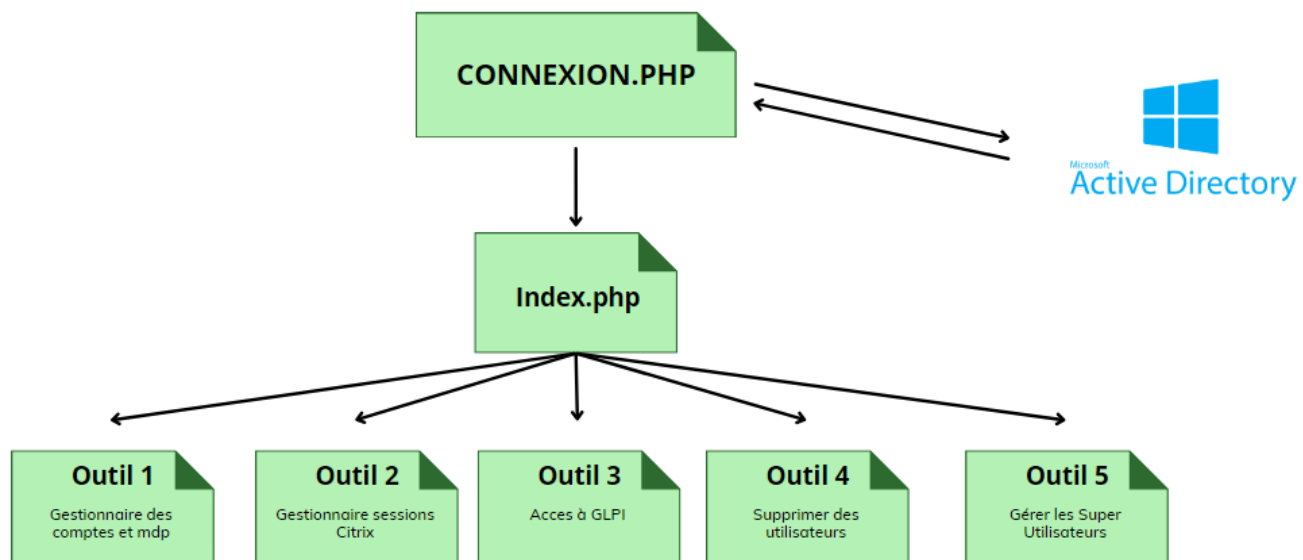 CONNEXION.PHP
Microsoft
Active Directory
Index.php
Outil 1
Gestionnaire des
comptes et mdp
Outil 2
Gestionnaire sessions
Citrix
Outil 3
Acces à GLPI
Outil 4
Supprimer des
utilisateurs
Outil 5
Gérer les Super
Utilisateurs